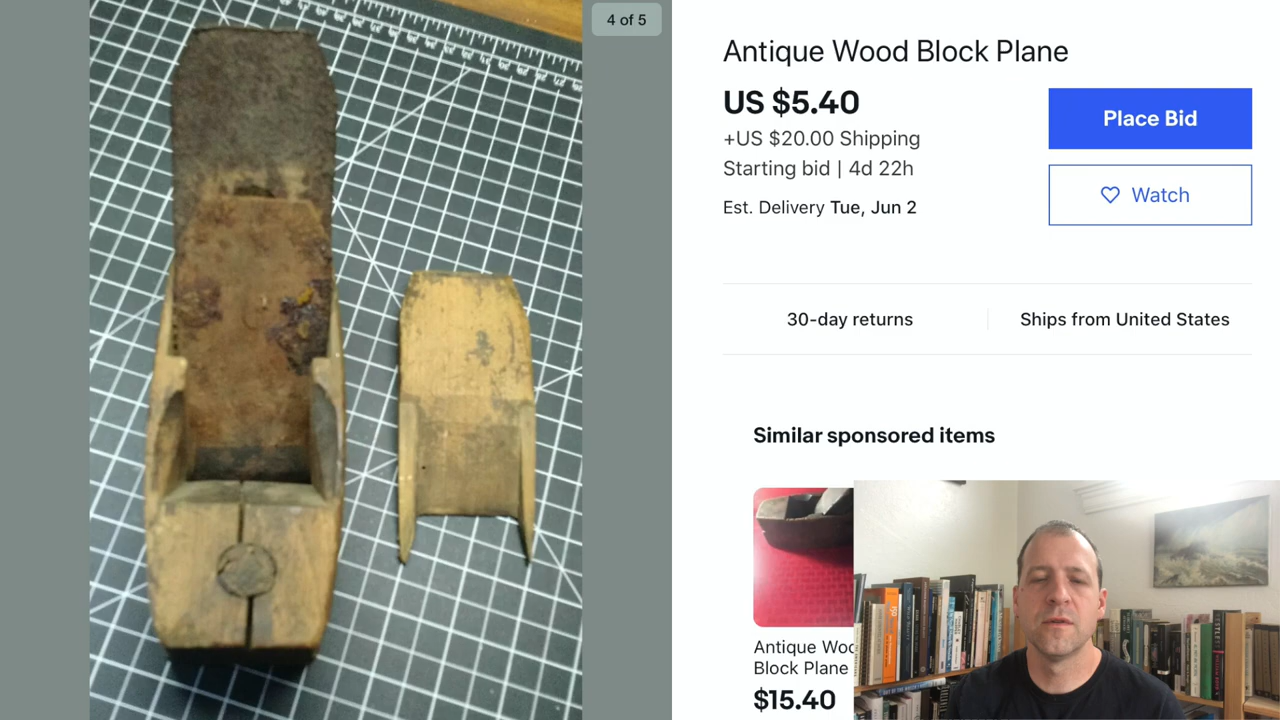 4 of 5
Antique Wood Block Plane
US $5.40
+US $20.00 Shipping
Starting bid | 4d 22h
Est. Delivery Tue, Jun 2
Place Bid
Watch
30-day returns
Ships from United States
Similar sponsored items
Antique Woo
Block Plane
$15.40